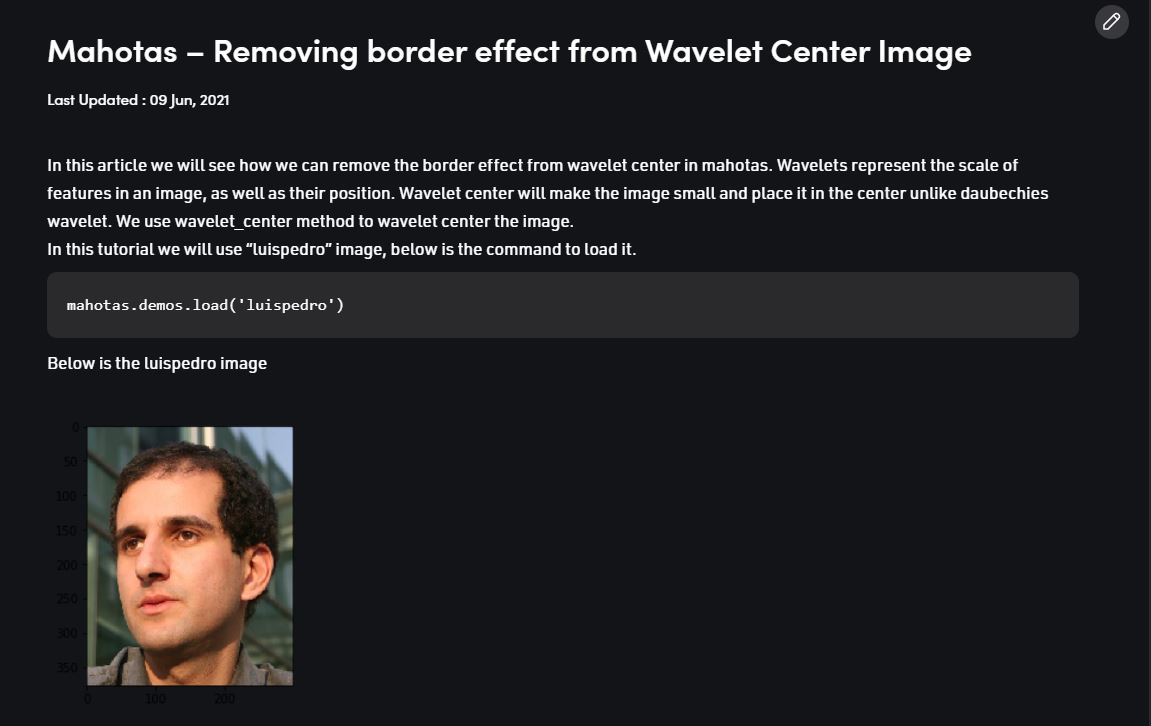 Mahotas – Removing border effect from Wavelet Center Image
Last Updated : 09 Jun, 2021
In this article we will see how we can remove the border effect from wavelet center in mahotas. Wavelets represent the scale of
features in an image, as well as their position. Wavelet center will make the image small and place it in the center unlike daubechies
wavelet. We use wavelet_center method to wavelet center the image.
In this tutorial we will use “luispedro” image, below is the command to load it.
mahotas.demos.load('luispedro')
Below is the luispedro image
0
50
100
150
200
250
300
350
0 100 200